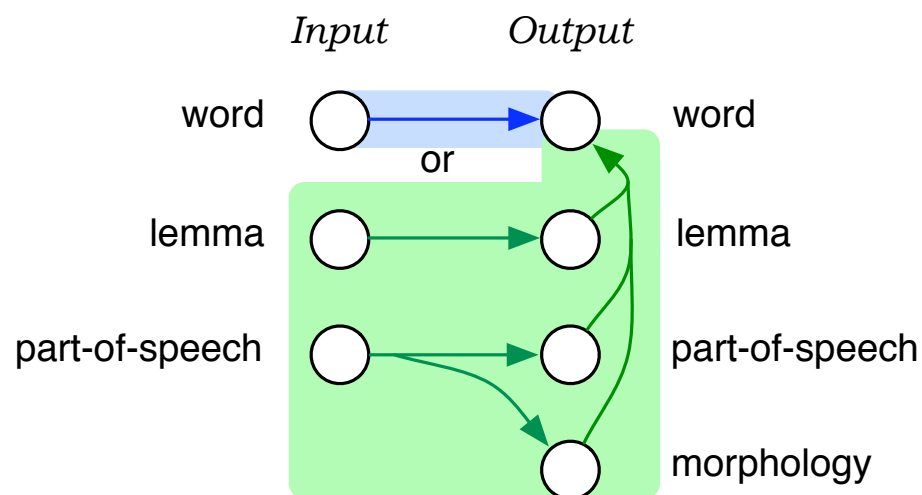 Input Output
word word
or
lemma lemma
part-of-speech part-of-speech
morphology